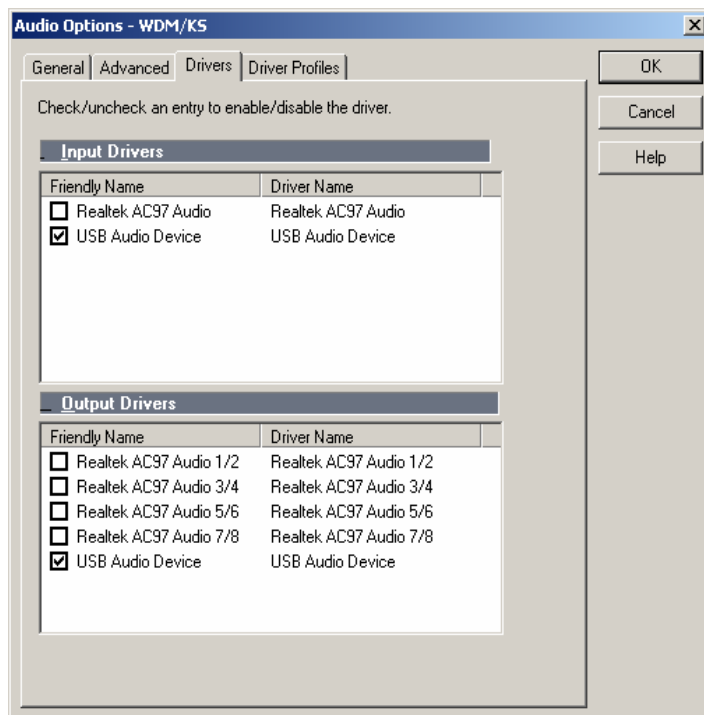 Audio Options - WDM/KS
General Advanced Drivers Driver Profiles
OK
Cancel
Help
Check/uncheck an entry to enable/disable the driver.
Input Drivers
Friendly Name Driver Name
Realtek AC97 Audio Realtek AC97 Audio
USB Audio Device USB Audio Device
Output Drivers
Friendly Name Driver Name
Realtek AC97 Audio 1/2 Realtek AC97 Audio 1/2
Realtek AC97 Audio 3/4 Realtek AC97 Audio 3/4
Realtek AC97 Audio 5/6 Realtek AC97 Audio 5/6
Realtek AC97 Audio 7/8 Realtek AC97 Audio 7/8
USB Audio Device USB Audio Device